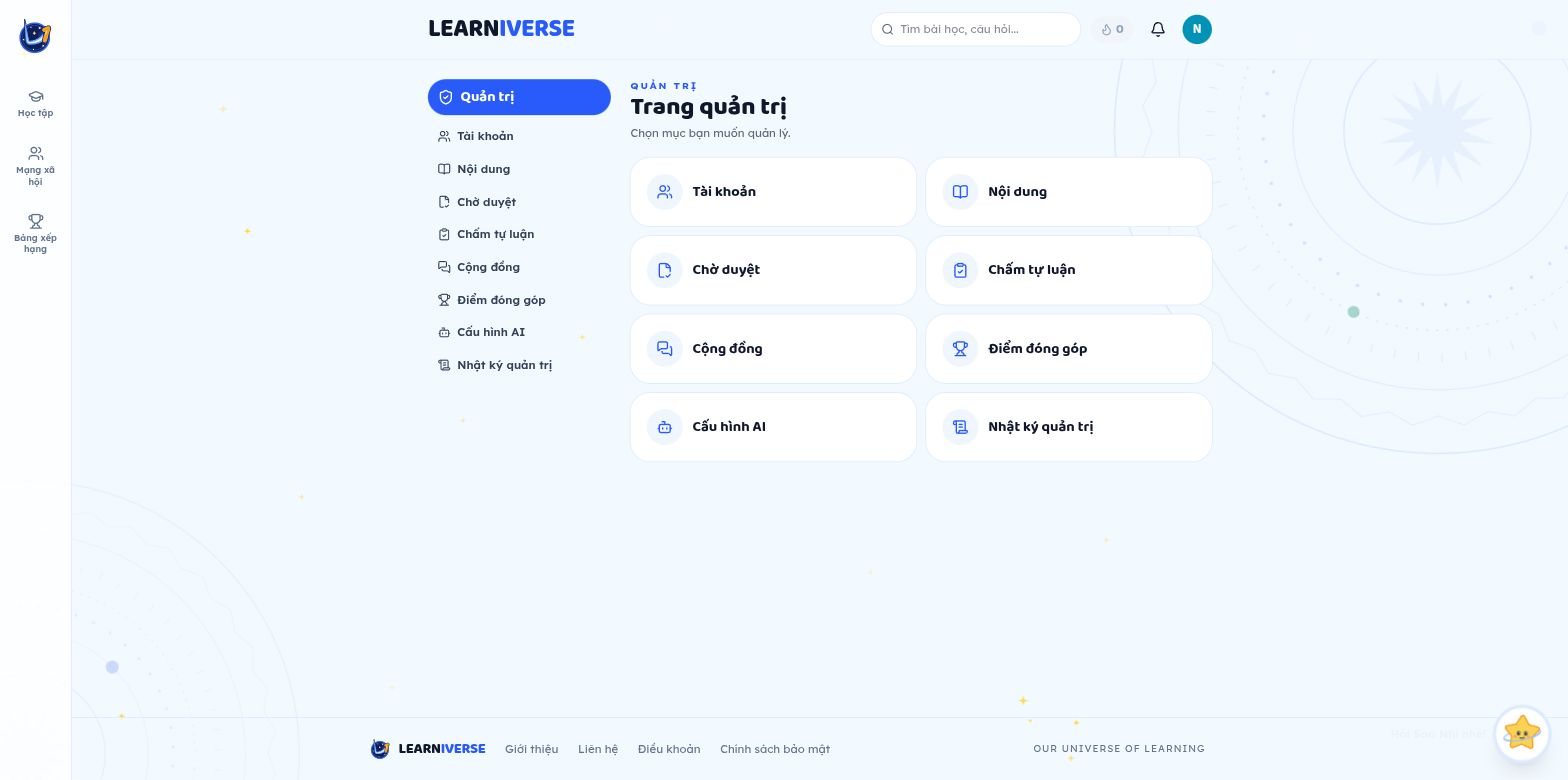 LEARNIVERSE
Tìm bài học, câu hỏi...
0
N
Học tập
Mạng xã
hội
Bảng xếp
hạng
Quản trị
Tài khoản
Nội dung
Chờ duyệt
Chấm tự luận
Cộng đồng
Điểm đóng góp
Cấu hình AI
Nhật ký quản trị
QUẢN TRỊ
Trang quản trị
Chọn mục bạn muốn quản lý.
Tài khoản
Nội dung
Chờ duyệt
Chấm tự luận
Cộng đồng
Điểm đóng góp
Cấu hình AI
Nhật ký quản trị
LEARNIVERSE
Giới thiệu
Liên hệ
Điều khoản
Chính sách bảo mật
OUR UNIVERSE OF LEARNING
Hỏi Sao Nhí nhé!